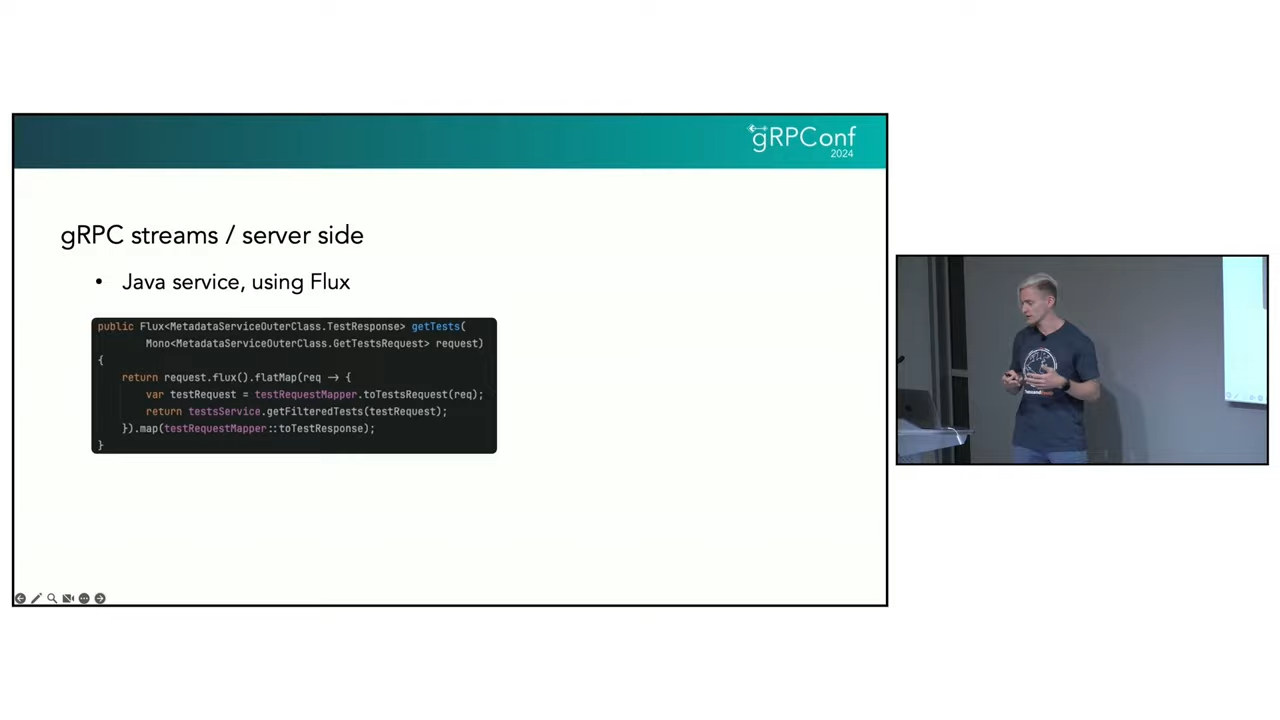 gRPConf
2024
gRPC streams / server side
• Java service, using Flux
public Flux<MetadataServiceOuterClass.TestResponse> getTests(
Mono<MetadataServiceOuterClass.GetTestsRequest> request)
{
return request.flux().flatMap(req → {
var testRequest = testRequestMapper.toTestsRequest(req);
return testsService.getFilteredTests(testRequest);
}).map(testRequestMapper::toTestResponse);
}